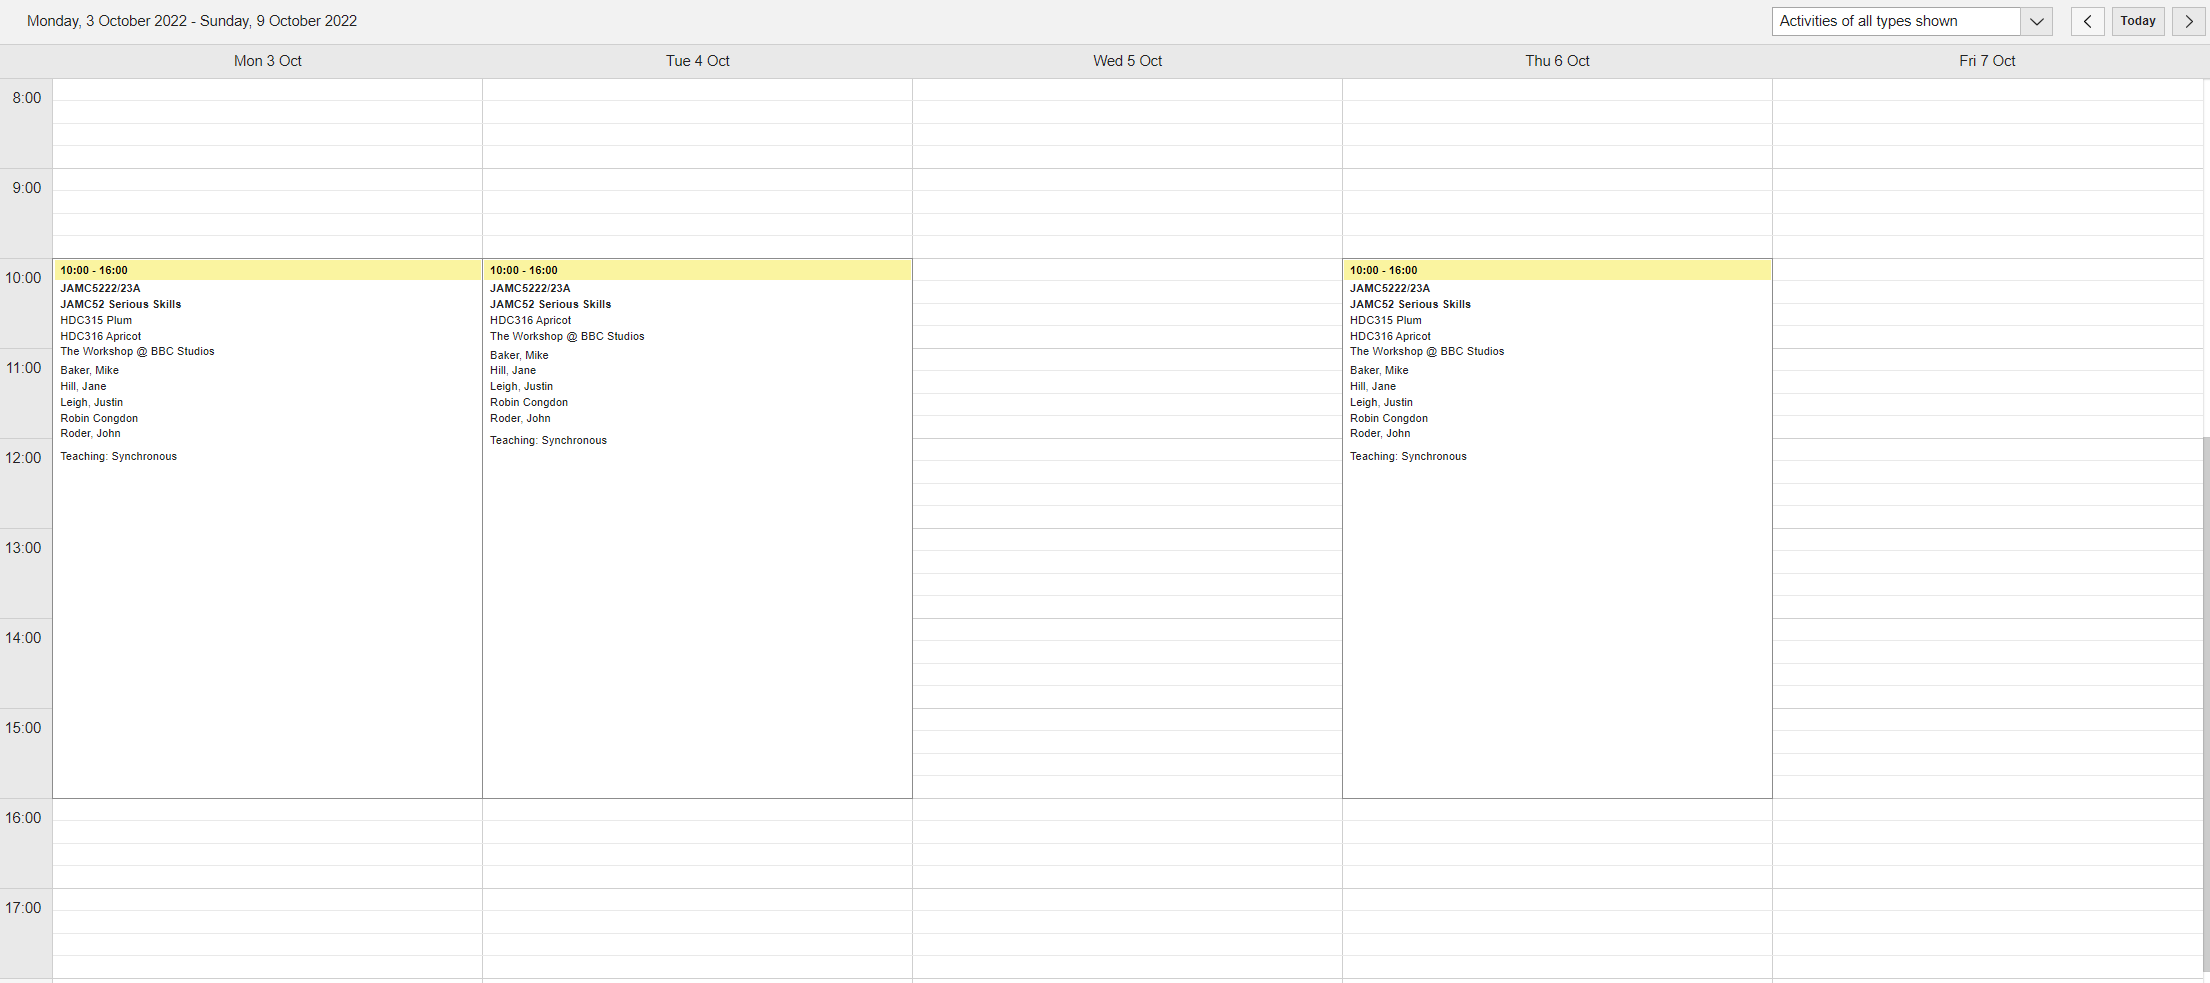 Monday, 3 October 2022 - Sunday, 9 October 2022
Activities of all types shown
Today
Mon 3 Oct
Tue 4 Oct
Wed 5 Oct
Thu 6 Oct
Fri 7 Oct
8:00
9:00
10:00
11:00
12:00
13:00
14:00
15:00
16:00
17:00
10:00 - 16:00
JAMC5222/23A
JAMC52 Serious Skills
HDC315 Plum
HDC316 Apricot
The Workshop @ BBC Studios
Baker, Mike
Hill, Jane
Leigh, Justin
Robin Congdon
Roder, John
Teaching: Synchronous
10:00 - 16:00
JAMC5222/23A
JAMC52 Serious Skills
HDC316 Apricot
The Workshop @ BBC Studios
Baker, Mike
Hill, Jane
Leigh, Justin
Robin Congdon
Roder, John
Teaching: Synchronous
10:00 - 16:00
JAMC5222/23A
JAMC52 Serious Skills
HDC315 Plum
HDC316 Apricot
The Workshop @ BBC Studios
Baker, Mike
Hill, Jane
Leigh, Justin
Robin Congdon
Roder, John
Teaching: Synchronous